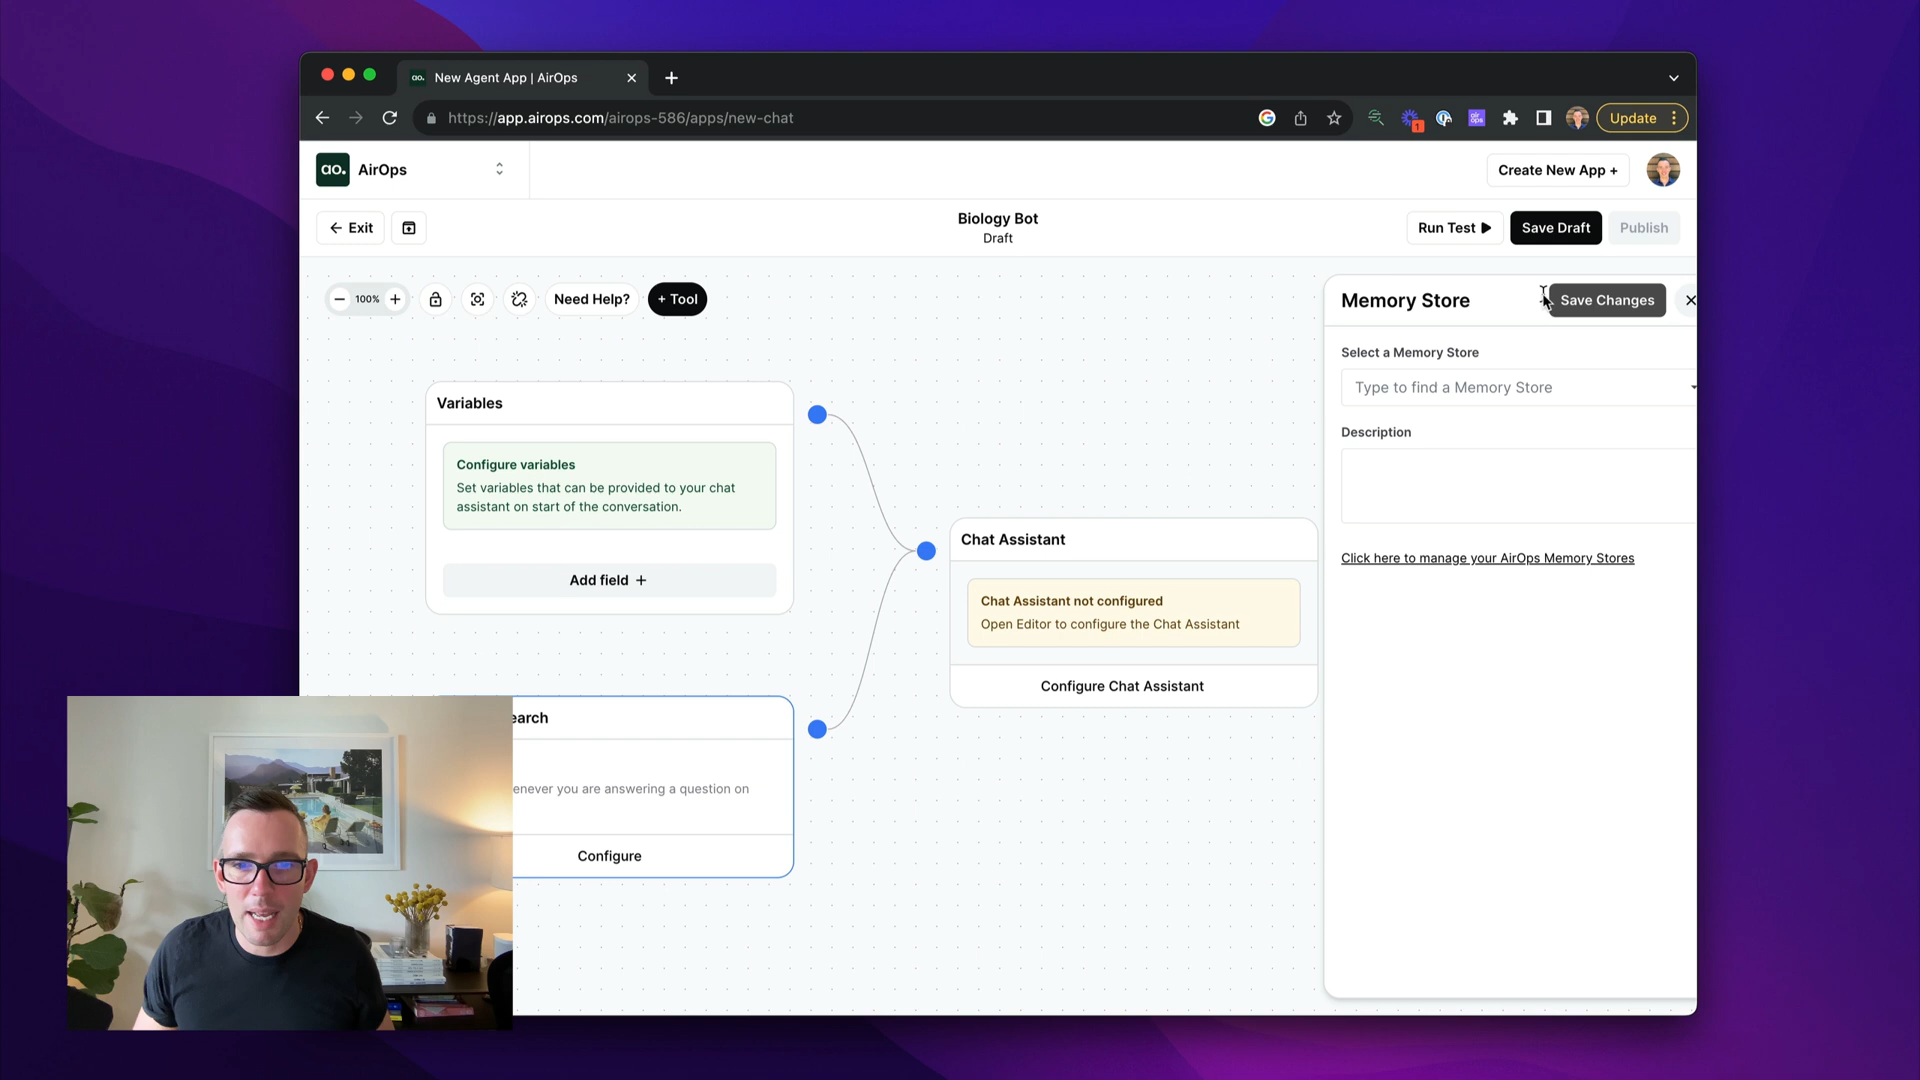 New Agent App | AirOps
https://app.airops.com/airops-586/apps/new-chat
1
air ops
Update
ao. AirOps
Create New App +
Exit
Biology Bot
Draft
Run Test
Save Draft
Publish
100%
Need Help?
+ Tool
Memory Store
Save Changes
Select a Memory Store
Type to find a Memory Store
Description
Click here to manage your AirOps Memory Stores
Variables
Configure variables
Set variables that can be provided to your chat
assistant on start of the conversation.
Add field +
Chat Assistant
Chat Assistant not configured
Open Editor to configure the Chat Assistant
Configure Chat Assistant
earch
enever you are answering a question on
Configure